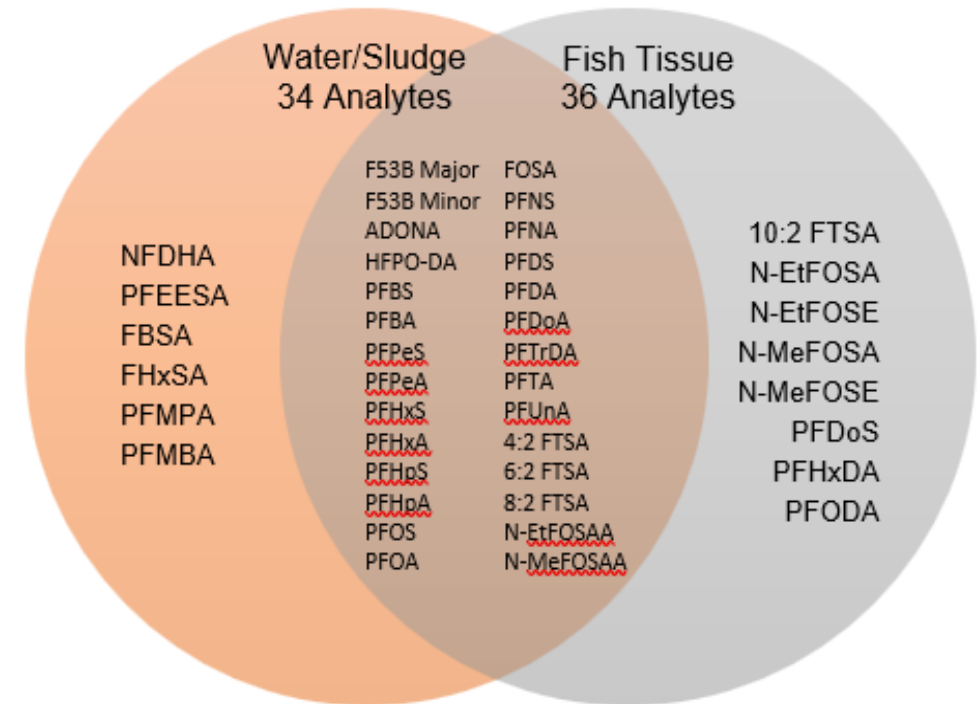 Water/Sludge
34 Analytes
Fish Tissue
36 Analytes
NFDHA
PFEESA
FBSA
FHxSA
PFMPA
PFMBA
F53B Major
F53B Minor
ADONA
HFPO-DA
PFBS
PFBA
PFPeS
PFPeA
PFHxS
PFHxA
PFHpS
PFHpA
PFOS
PFOA
FOSA
PFNS
PFNA
PFDS
PFDA
PFDoA
PFTrDA
PFTA
PFUnA
4:2 FTSA
6:2 FTSA
8:2 FTSA
N-EtFOSAA
N-MeFOSAA
10:2 FTSA
N-EtFOSA
N-EtFOSE
N-MeFOSA
N-MeFOSE
PFDoS
PFHxDA
PFODA